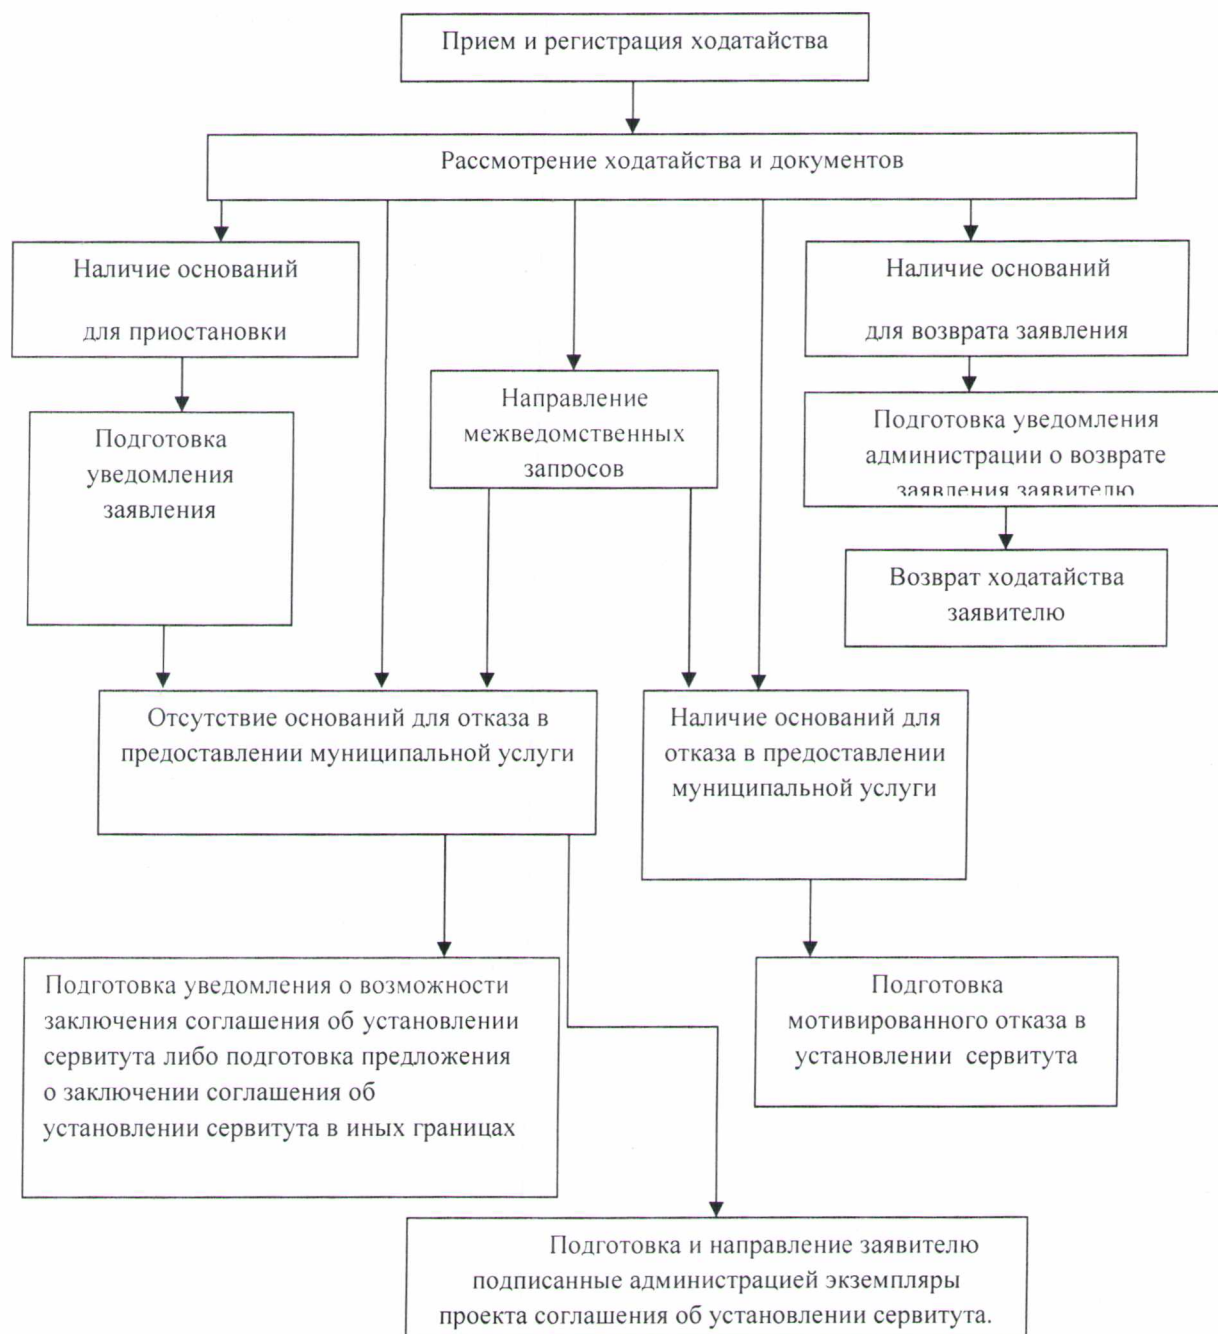 Прием и регистрация ходатайства
Рассмотрение ходатайства и документов
Наличие оснований
для приостановки
Наличие оснований
для возврата заявления
Направление
межведомственных
запросов
Подготовка
уведомления
заявления
Подготовка уведомления
администрации о возврате
заявления заявителю
Возврат ходатайства
заявителю
Отсутствие оснований для отказа в
предоставлении муниципальной услуги
Наличие оснований для
отказа в предоставлении
муниципальной услуги
Подготовка уведомления о возможности
заключения соглашения об установлении
сервитута либо подготовка предложения
о заключении соглашения об
установлении сервитута в иных границах
Подготовка
мотивированного отказа в
установлении сервитута
Подготовка и направление заявителю
подписанные администрацией экземпляры
проекта соглашения об установлении сервитута.